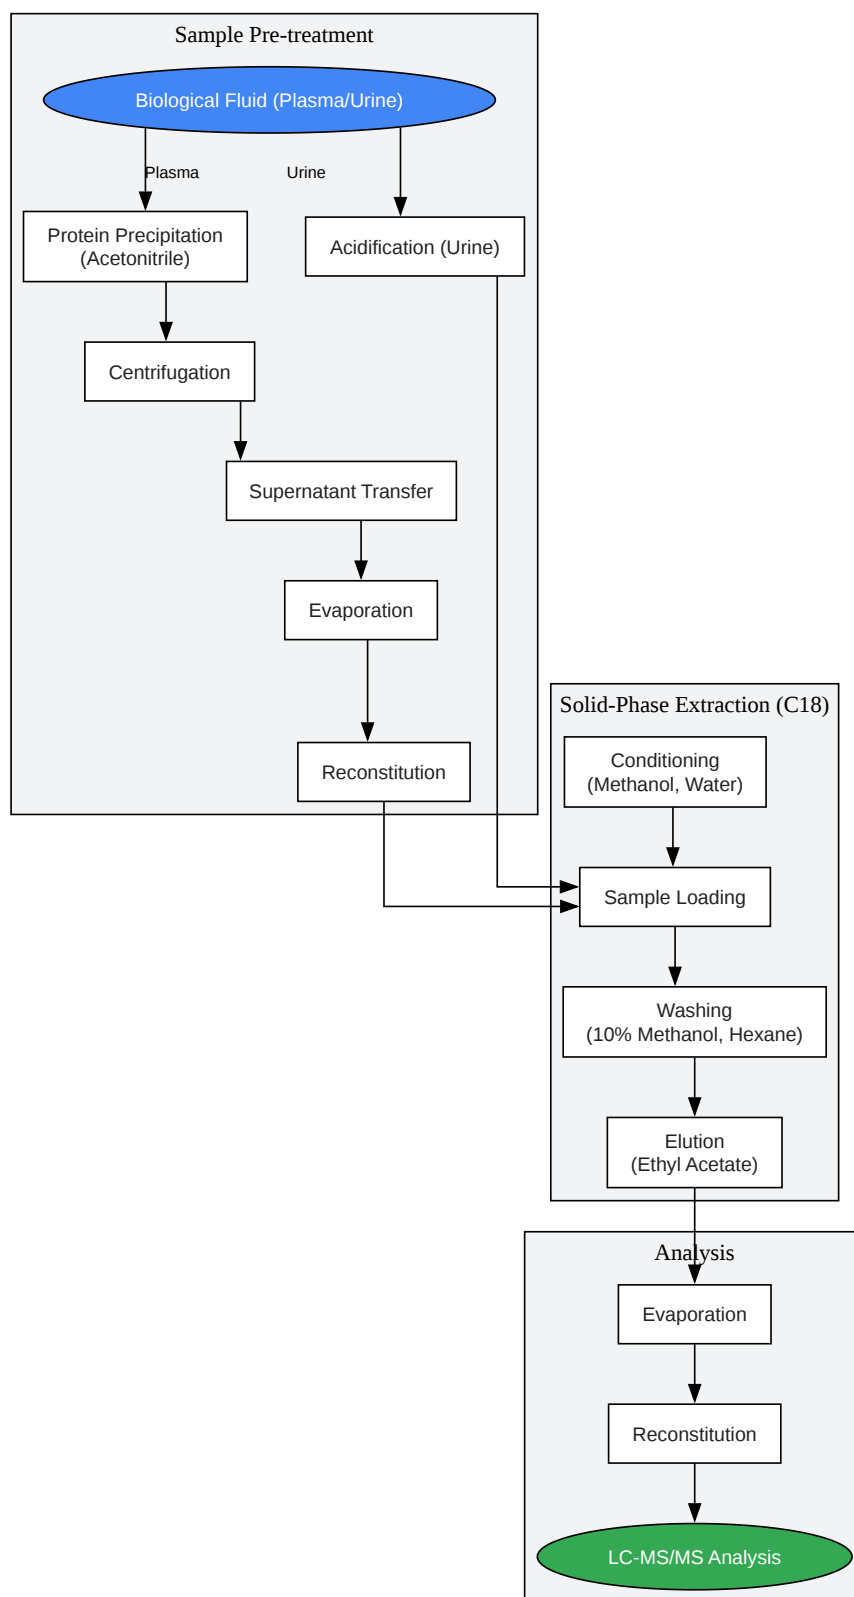 Sample Pre-treatment
Biological Fluid (Plasma/Urine)
Plasma
Urine
Protein Precipitation
(Acetonitrile)
Acidification (Urine)
Centrifugation
Supernatant Transfer
Evaporation
Reconstitution
Solid-Phase Extraction (C18)
Conditioning
(Methanol, Water)
Sample Loading
Washing
(10% Methanol, Hexane)
Elution
(Ethyl Acetate)
Analysis
Evaporation
Reconstitution
LC-MS/MS Analysis